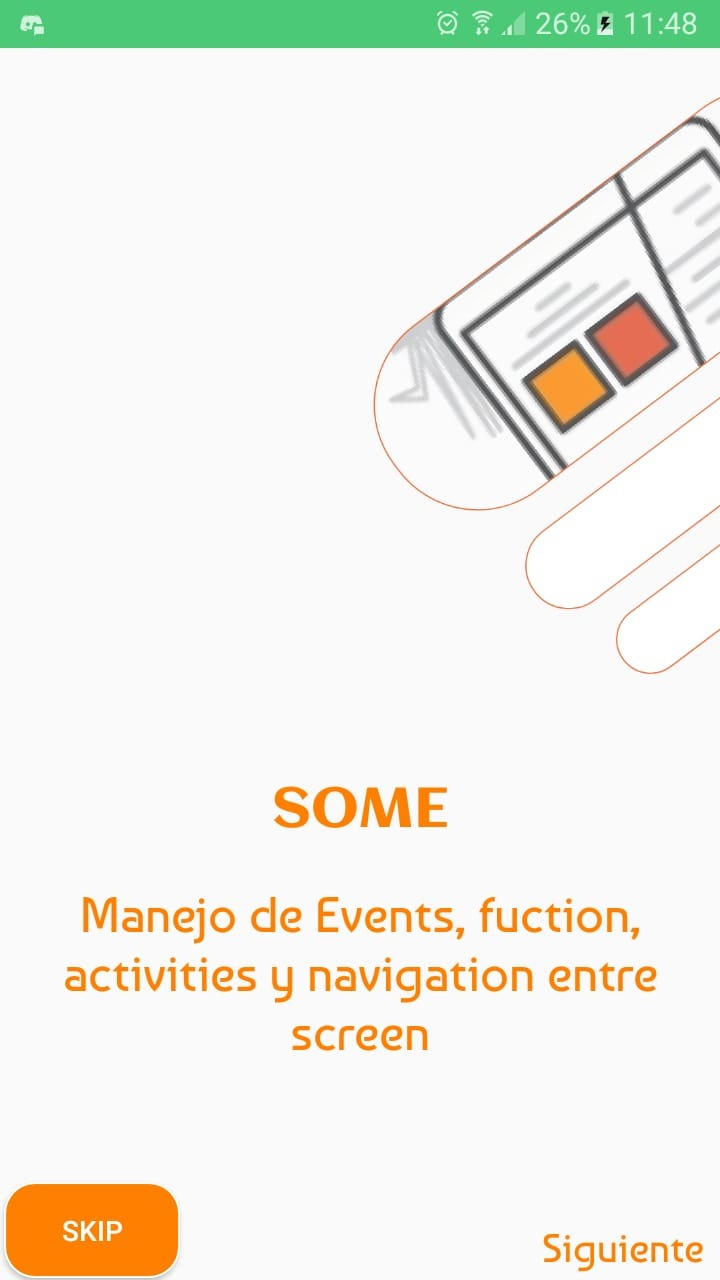 26% 11:48
SOME
Manejo de Events, fuction,
activities y navigation entre
screen
SKIP
Siguiente